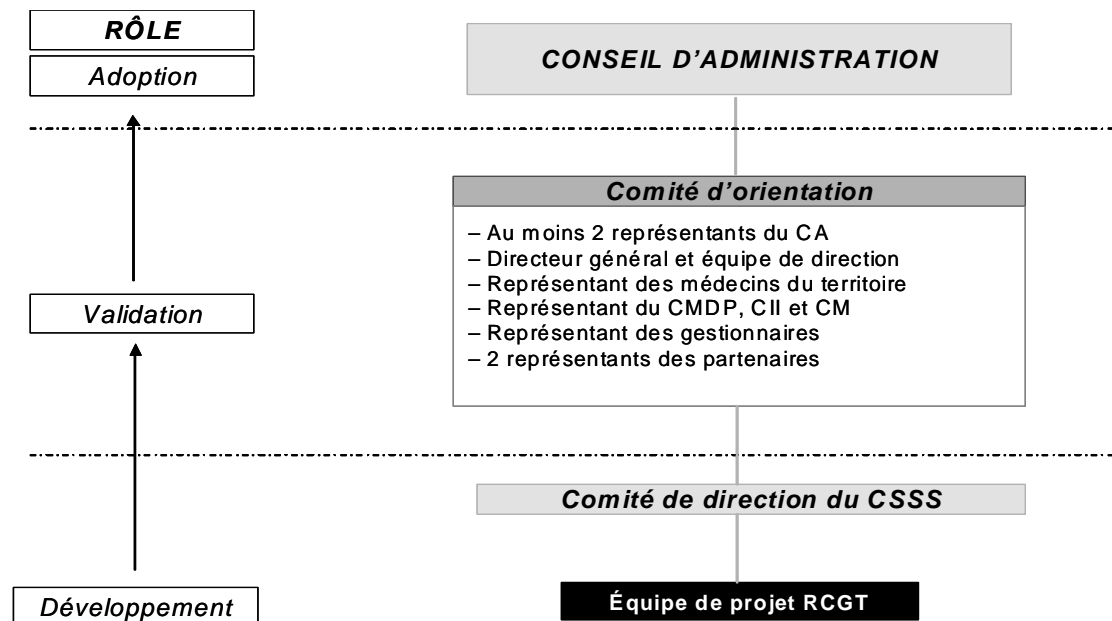 RÔLE
Adoption
CONSEIL D'ADMINISTRATION
Comité d'orientation
– Au moins 2 représentants du CA
– Directeur général et équipe de direction
– Représentant des médecins du territoire
– Représentant du CMDP, CII et CM
– Représentant des gestionnaires
– 2 représentants des partenaires
Validation
Comité de direction du CSSS
Développement
Équipe de projet RCGT